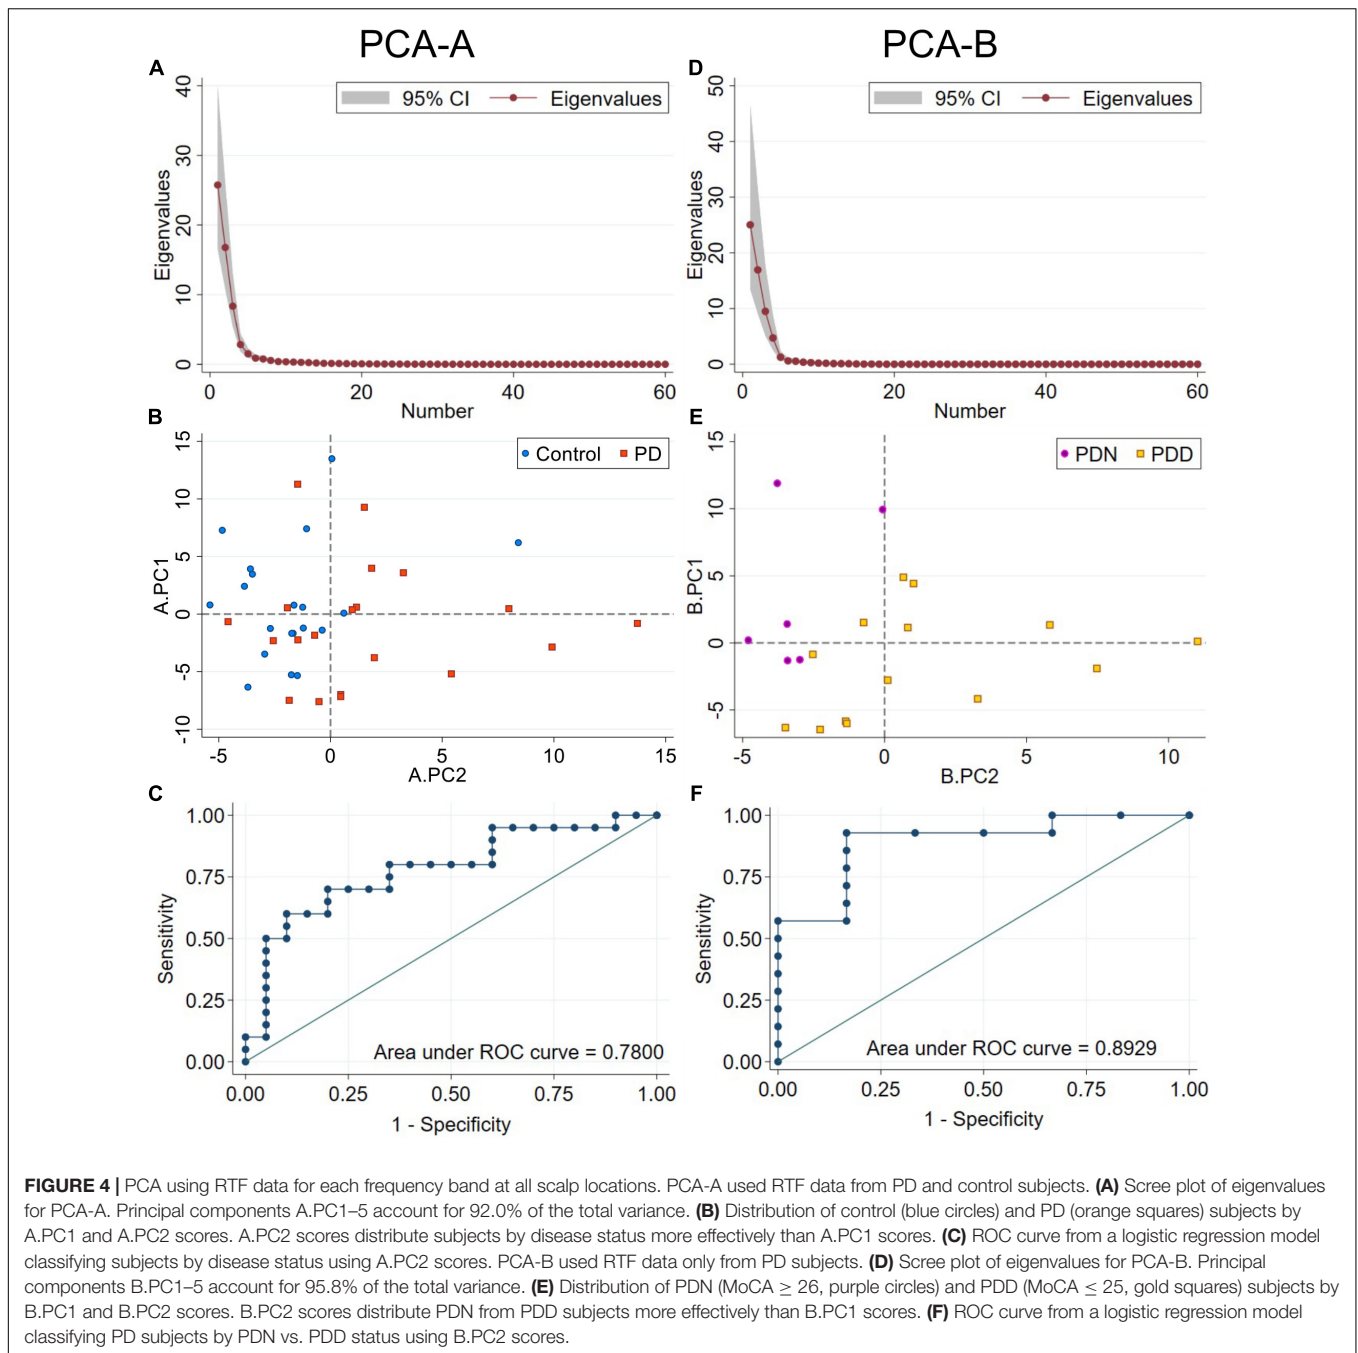 PCA-A
PCA-B
A
40
30
20
10
0
Eigenvalues
95% CI
Eigenvalues
0
20
40
60
Number
D
50
40
30
20
10
0
Eigenvalues
95% CI
Eigenvalues
0
20
40
60
Number
B
15
10
5
0
-5
-10
A.PC1
Control
PD
-5
0
5
10
15
A.PC2
E
15
10
5
0
-5
B.PC1
PDN
PDD
-5
0
5
10
B.PC2
C
1.00
0.75
0.50
0.25
0.00
Sensitivity
Area under ROC curve = 0.7800
0.00
0.25
0.50
0.75
1.00
1 - Specificity
F
1.00
0.75
0.50
0.25
0.00
Sensitivity
Area under ROC curve = 0.8929
0.00
0.25
0.50
0.75
1.00
1 - Specificity
FIGURE 4 | PCA using RTF data for each frequency band at all scalp locations. PCA-A used RTF data from PD and control subjects. (A) Scree plot of eigenvalues
for PCA-A. Principal components A.PC1–5 account for 92.0% of the total variance. (B) Distribution of control (blue circles) and PD (orange squares) subjects by
A.PC1 and A.PC2 scores. A.PC2 scores distribute subjects by disease status more effectively than A.PC1 scores. (C) ROC curve from a logistic regression model
classifying subjects by disease status using A.PC2 scores. PCA-B used RTF data only from PD subjects. (D) Scree plot of eigenvalues for PCA-B. Principal
components B.PC1–5 account for 95.8% of the total variance. (E) Distribution of PDN (MoCA ≥ 26, purple circles) and PDD (MoCA ≤ 25, gold squares) subjects by
B.PC1 and B.PC2 scores. B.PC2 scores distribute PDN from PDD subjects more effectively than B.PC1 scores. (F) ROC curve from a logistic regression model
classifying PD subjects by PDN vs. PDD status using B.PC2 scores.